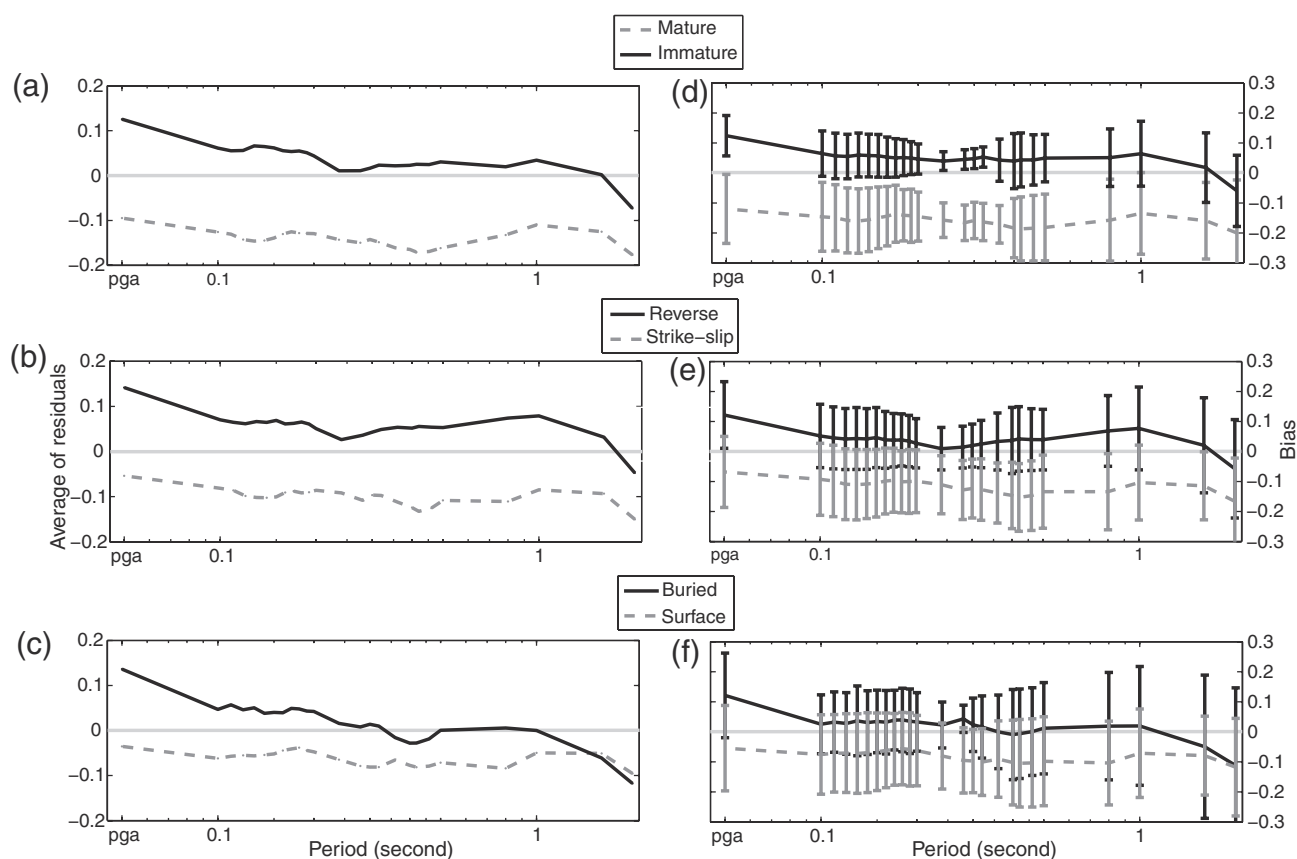 Mature
Immature
(a)
0.2
0.1
0
−0.1
−0.2
pga
0.1
1
(d)
0.3
0.2
0.1
0
−0.1
−0.2
−0.3
pga
0.1
1
Reverse
Strike−slip
(b)
Average of residuals
0.2
0.1
0
−0.1
−0.2
pga
0.1
1
(e)
0.3
0.2
0.1
0
−0.1
−0.2
−0.3
Bias
pga
0.1
1
Buried
Surface
(c)
0.2
0.1
0
−0.1
−0.2
pga
0.1
1
Period (second)
(f)
0.3
0.2
0.1
0
−0.1
−0.2
−0.3
pga
0.1
1
Period (second)